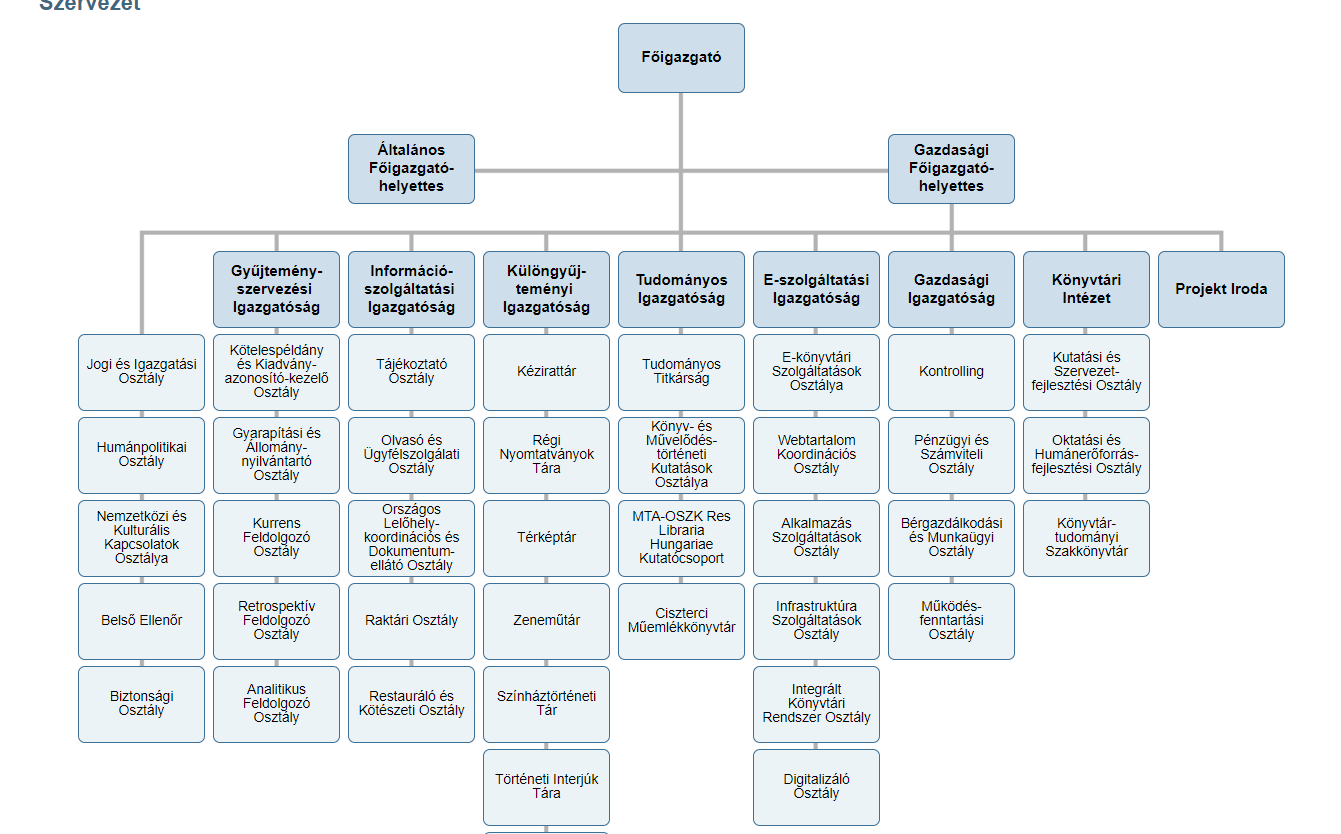 Szervezet
Főigazgató
Általános
Főigazgató-
helyettes
Gazdasági
Főigazgató-
helyettes
Gyűjtemény-
szervezési
Igazgatóság
Információ-
szolgáltatási
Igazgatóság
Különgyűj-
teményi
Igazgatóság
Tudományos
Igazgatóság
E-szolgáltatási
Igazgatóság
Gazdasági
Igazgatóság
Könyvtári
Intézet
Projekt Iroda
Jogi és Igazgatási
Osztály
Humánpolitikai
Osztály
Nemzetközi és
Kulturális
Kapcsolatok
Osztálya
Belső Ellenőr
Biztonsági
Osztály
Kötelespéldány
és Kiadvány-
azonosító-kezelő
Osztály
Gyarapítási és
Állomány-
nyilvántartó
Osztály
Kurrens
Feldolgozó
Osztály
Retrospektív
Feldolgozó
Osztály
Analitikus
Feldolgozó
Osztály
Tájékoztató
Osztály
Olvasó és
Ügyfélszolgálati
Osztály
Országos
Lelőhely-
koordinációs és
Dokumentum-
ellátó Osztály
Raktári Osztály
Restauráló és
Kötészeti Osztály
Kézirattár
Régi
Nyomtatványok
Tára
Térképtár
Zeneműtár
Színháztörténeti
Tár
Történeti Interjúk
Tára
Tudományos
Titkárság
Könyv- és
Művelődés-
történeti
Kutatások
Osztálya
MTA-OSZK Res
Libraria
Hungariae
Kutatócsoport
Ciszterci
Műemlékkönyvtár
E-könyvtári
Szolgáltatások
Osztálya
Webtartalom
Koordinációs
Osztály
Alkalmazás
Szolgáltatások
Osztály
Infrastruktúra
Szolgáltatások
Osztály
Integrált
Könyvtári
Rendszer Osztály
Digitalizáló
Osztály
Kontrolling
Pénzügyi és
Számviteli
Osztály
Bérgazdálkodási
és Munkaügyi
Osztály
Működés-
fenntartási
Osztály
Kutatási és
Szervezet-
fejlesztési Osztály
Oktatási és
Humánerőforrás-
fejlesztési Osztály
Könyvtár-
tudományi
Szakkönyvtár